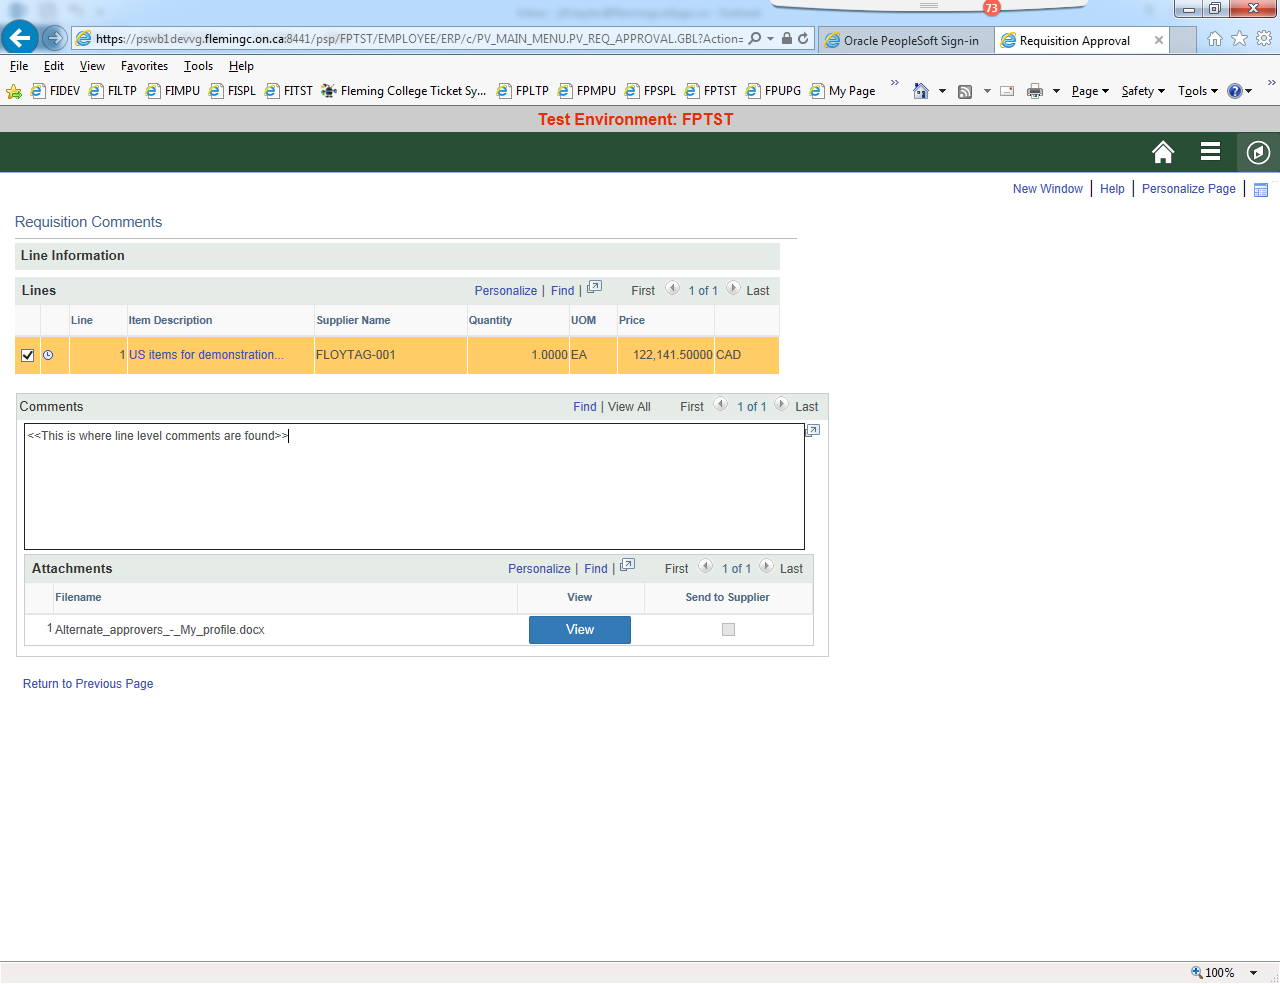 73
https://pswb1devvg.flemingc.on.ca:8441/psp/FPTST/EMPLOYEE/ERP/c/PV_MAIN_MENU.PV_REQ_APPROVAL.GBL?Action=
Oracle PeopleSoft Sign-in
Requisition Approval
File Edit View Favorites Tools Help
FIDEV FILTP FIMPU FISPL FITST Fleming College Ticket Sy... FPLTP FPMPU FPSPL FPTST FPUPG My Page » Page Safety Tools »
Test Environment: FPTST
New Window | Help | Personalize Page |
Requisition Comments
Line Information
Lines Personalize | Find | First 1 of 1 Last
Line Item Description Supplier Name Quantity UOM Price
1 US items for demonstration... FLOYTAG-001 1.0000 EA 122,141.50000 CAD
Comments Find | View All First 1 of 1 Last
<<This is where line level comments are found>>
Attachments Personalize | Find | First 1 of 1 Last
Filename View Send to Supplier
1 Alternate_approvers_-_My_profile.docx View
Return to Previous Page
100%